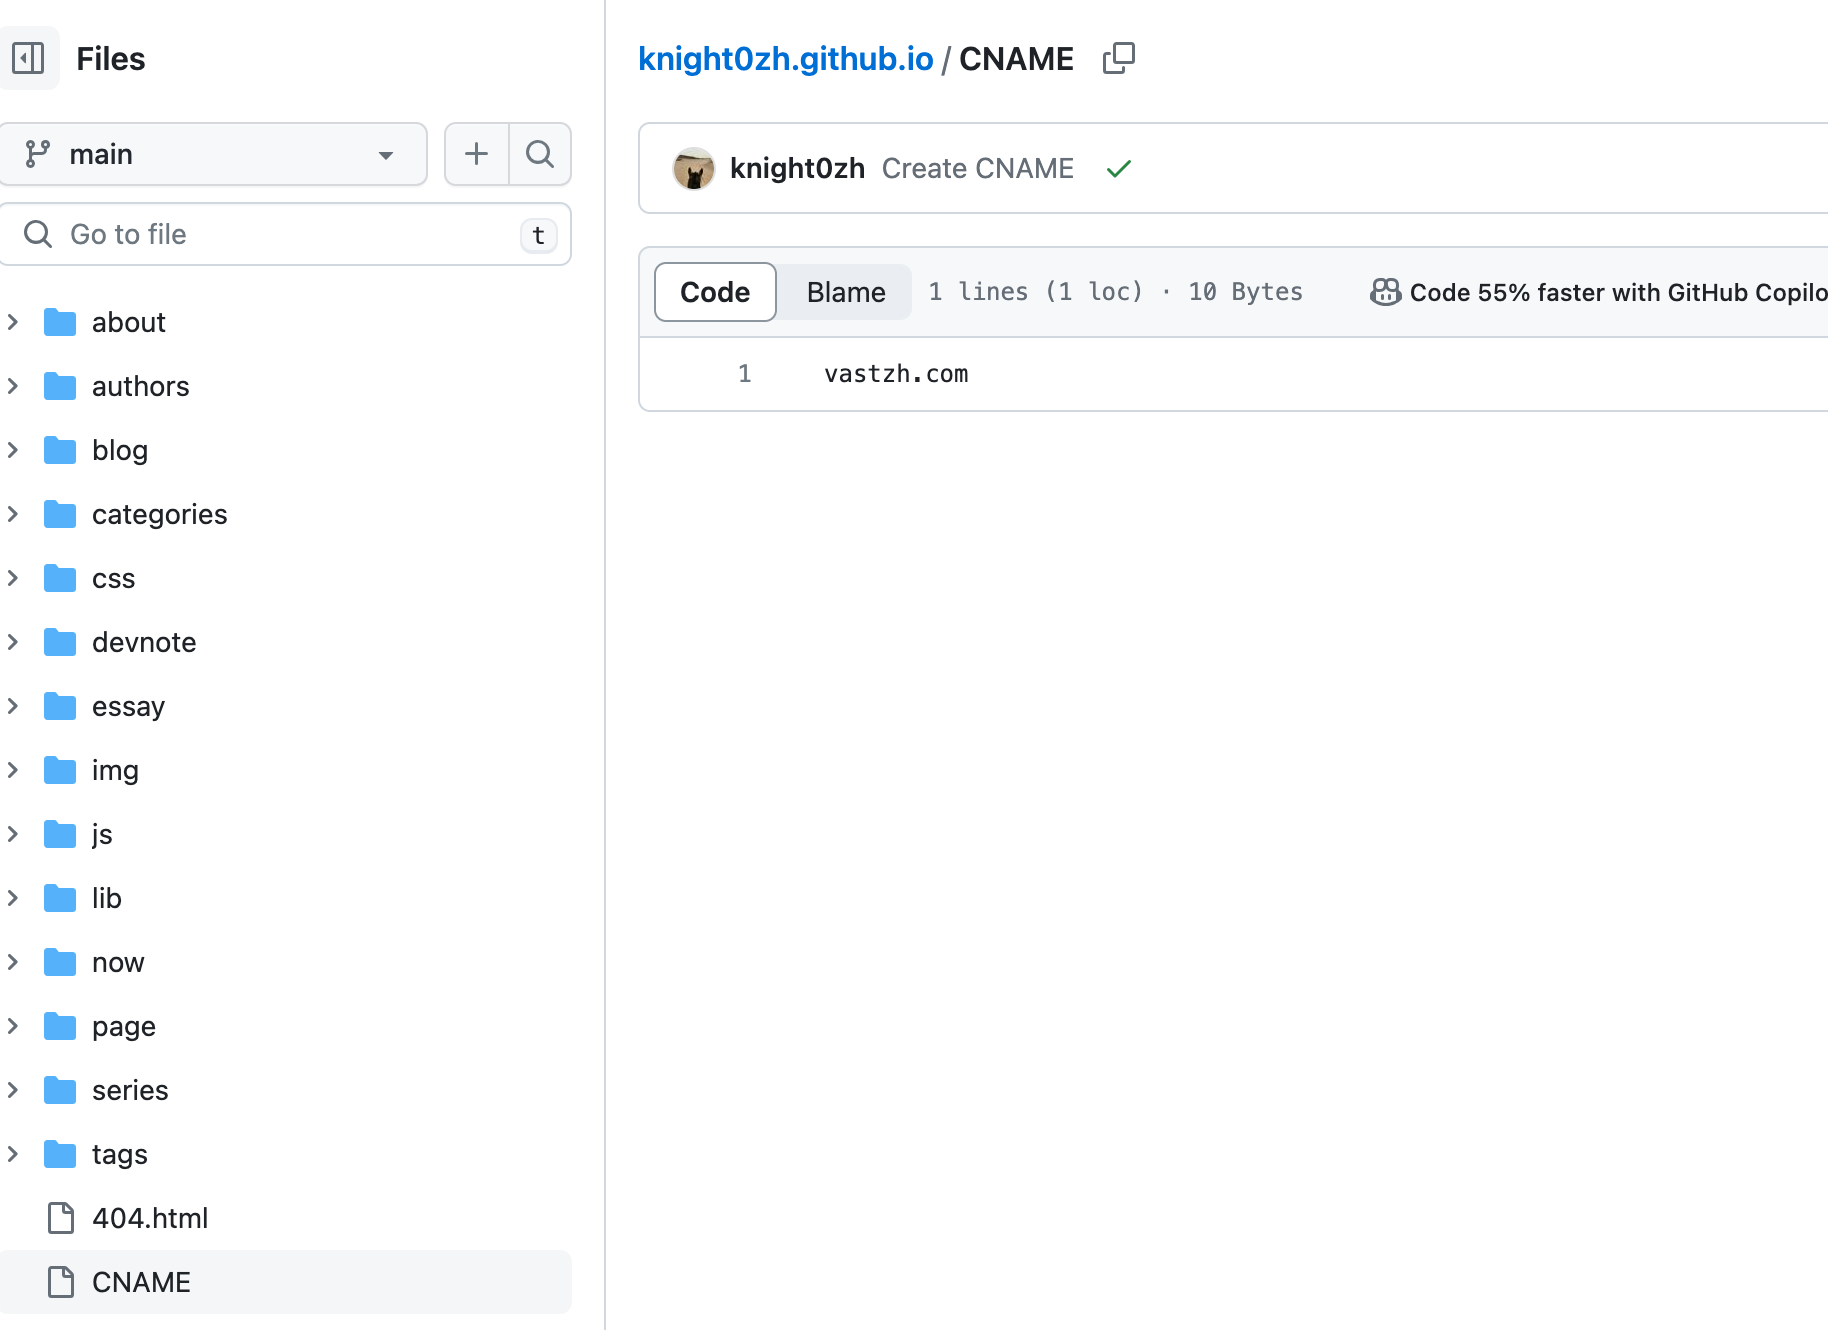 Files
main
Go to file
t
about
authors
blog
categories
css
devnote
essay
img
js
lib
now
page
series
tags
404.html
CNAME
knight0zh.github.io / CNAME
knight0zh Create CNAME
Code Blame 1 lines (1 loc) · 10 Bytes Code 55% faster with GitHub Copilo
1 vastzh.com